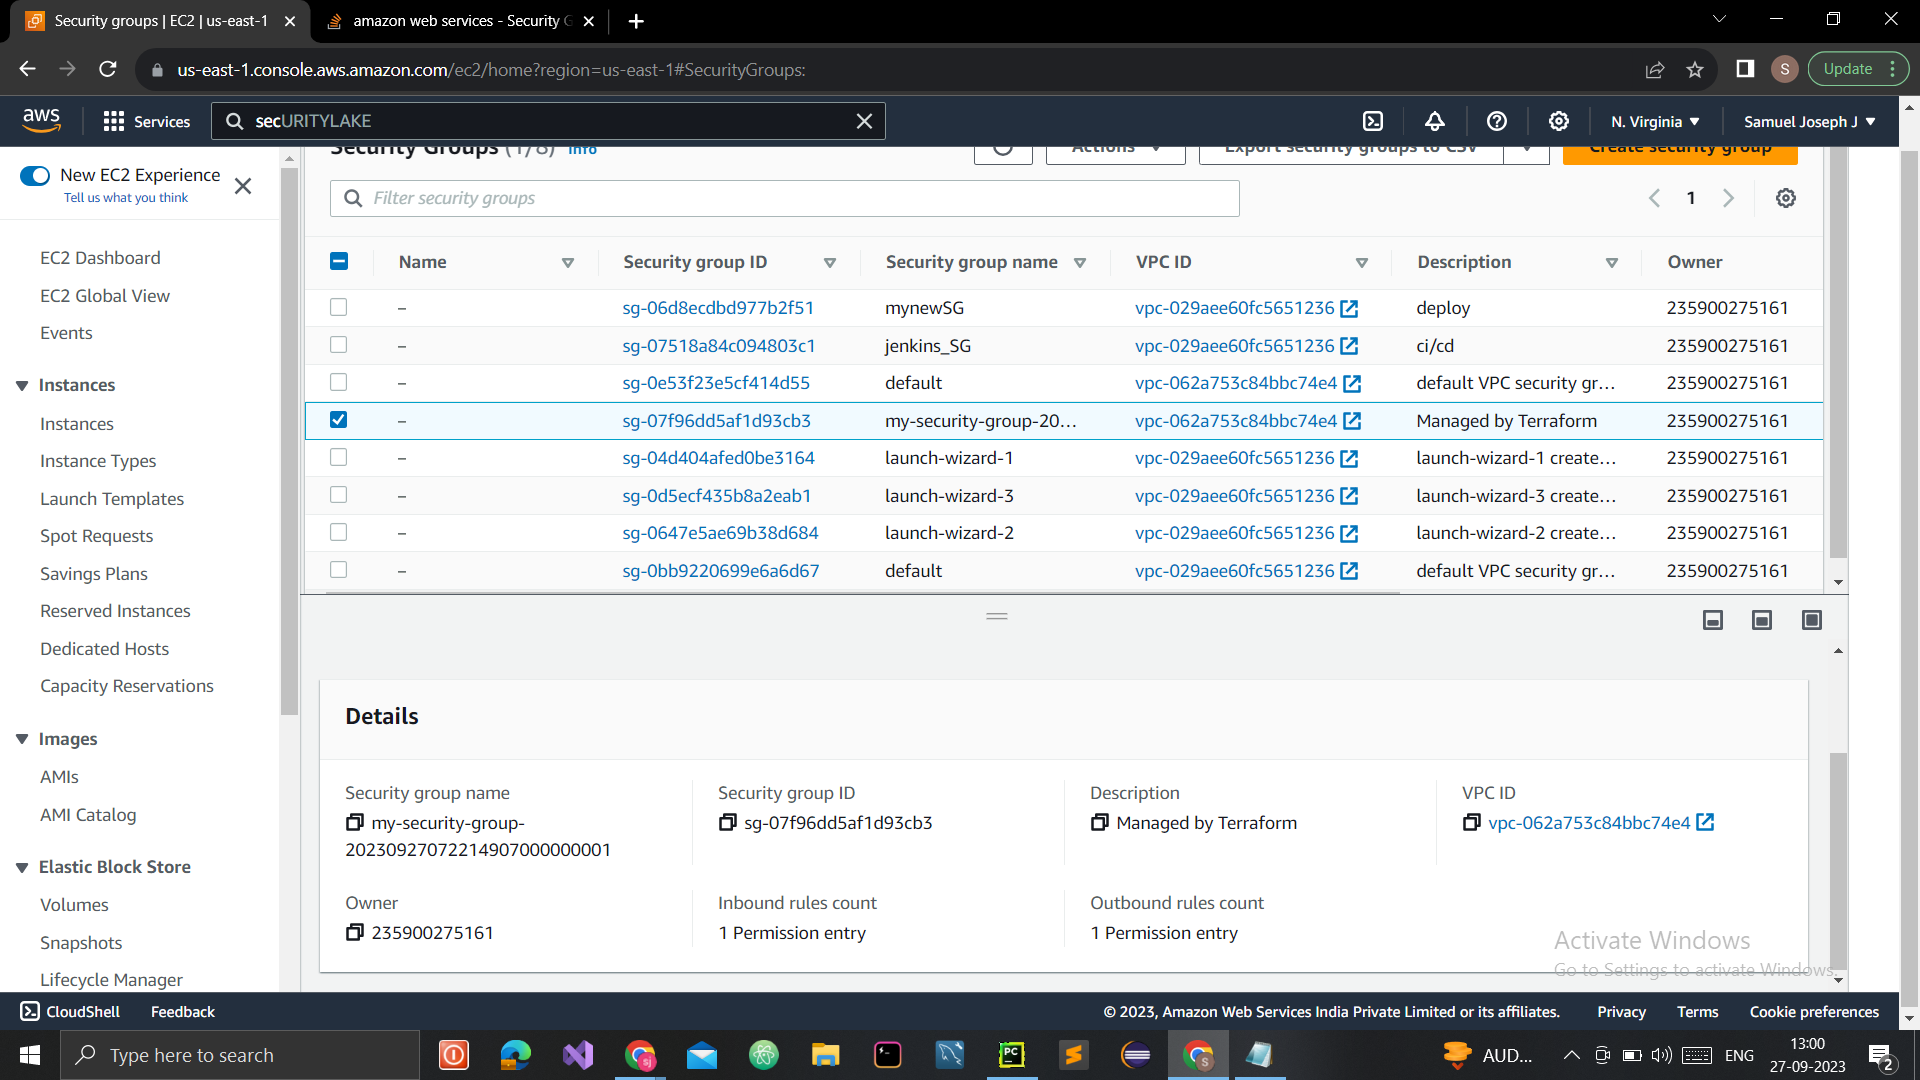 Security groups | EC2 | us-east-1
amazon web services - Security G
us-east-1.console.aws.amazon.com/ec2/home?region=us-east-1#SecurityGroups:
S
Update
aws
Services
secURITYLAKE
N. Virginia
Samuel Joseph J
New EC2 Experience
Tell us what you think
Security Groups (1/8) Info
Actions
Export security groups to CSV
Create security group
Filter security groups
1
EC2 Dashboard
EC2 Global View
Events
Instances
Instances
Instance Types
Launch Templates
Spot Requests
Savings Plans
Reserved Instances
Dedicated Hosts
Capacity Reservations
Images
AMIs
AMI Catalog
Elastic Block Store
Volumes
Snapshots
Lifecycle Manager
Name Security group ID Security group name VPC ID Description Owner
– sg-06d8ecdbd977b2f51 mynewSG vpc-029aee60fc5651236 deploy 235900275161
– sg-07518a84c094803c1 jenkins_SG vpc-029aee60fc5651236 ci/cd 235900275161
– sg-0e53f23e5cf414d55 default vpc-062a753c84bbc74e4 default VPC security gr... 235900275161
– sg-07f96dd5af1d93cb3 my-security-group-20... vpc-062a753c84bbc74e4 Managed by Terraform 235900275161
– sg-04d404afed0be3164 launch-wizard-1 vpc-029aee60fc5651236 launch-wizard-1 create... 235900275161
– sg-0d5ecf435b8a2eab1 launch-wizard-3 vpc-029aee60fc5651236 launch-wizard-3 create... 235900275161
– sg-0647e5ae69b38d684 launch-wizard-2 vpc-029aee60fc5651236 launch-wizard-2 create... 235900275161
– sg-0bb9220699e6a6d67 default vpc-029aee60fc5651236 default VPC security gr... 235900275161
Details
Security group name
my-security-group-
20230927072214907000000001
Security group ID
sg-07f96dd5af1d93cb3
Description
Managed by Terraform
VPC ID
vpc-062a753c84bbc74e4
Owner
235900275161
Inbound rules count
1 Permission entry
Outbound rules count
1 Permission entry
Activate Windows
Go to Settings to activate Windows.
CloudShell
Feedback
© 2023, Amazon Web Services India Private Limited or its affiliates.
Privacy
Terms
Cookie preferences
Type here to search
sj
PC
S
AUD...
ENG
13:00
27-09-2023
2